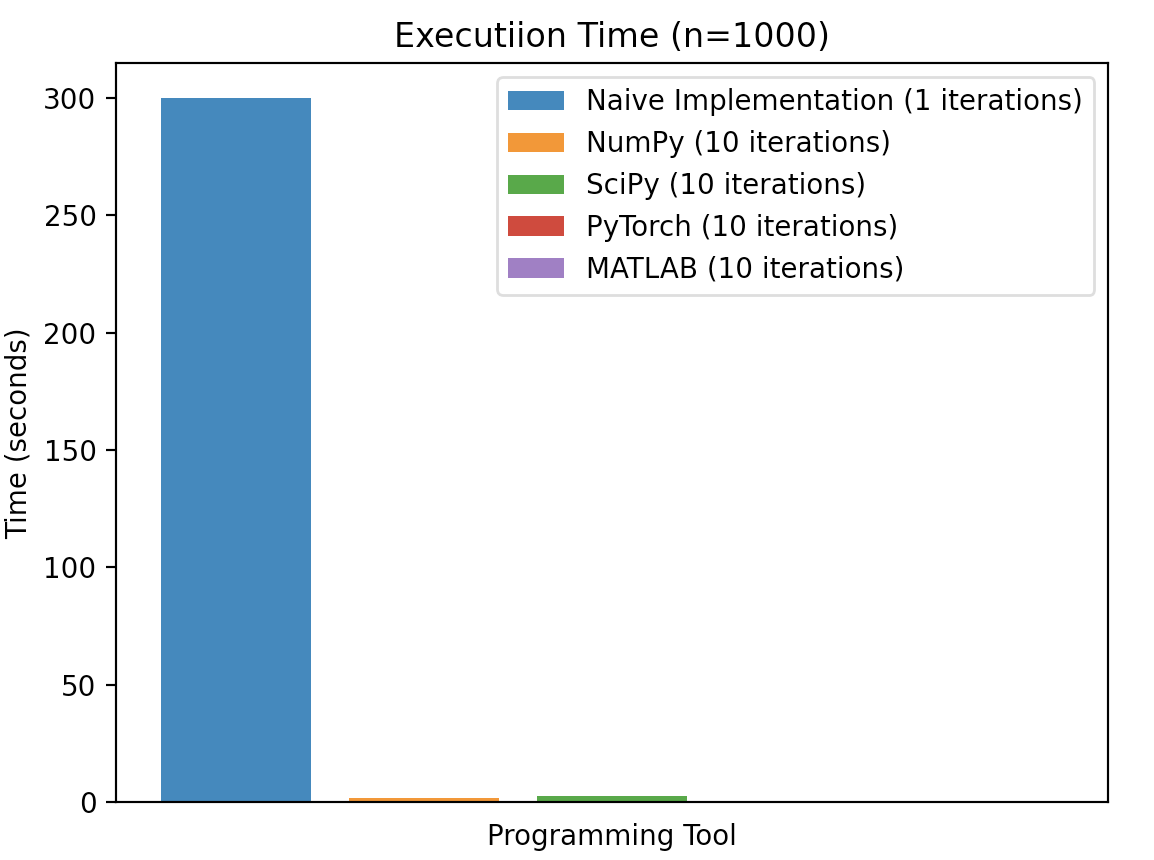 Executiion Time (n=1000)
Naive Implementation (1 iterations)
NumPy (10 iterations)
SciPy (10 iterations)
PyTorch (10 iterations)
MATLAB (10 iterations)
Time (seconds)
300
250
200
150
100
50
0
Programming Tool